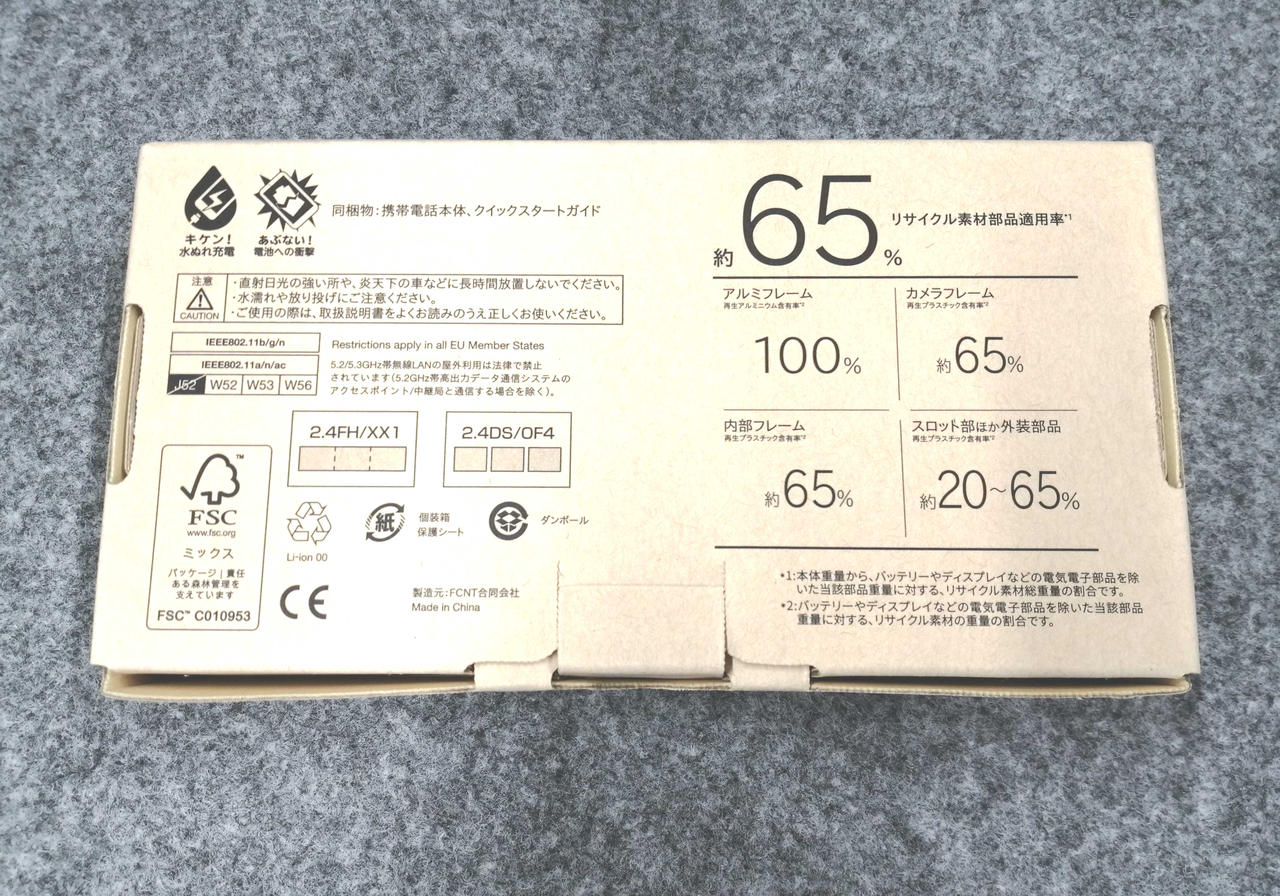 キケン!
水ぬれ充電
あぶない!
電池への衝撃
同梱物:携帯電話本体、クイックスタートガイド
注意
CAUTION
・直射日光の強い所や、炎天下の車などに長時間放置しないでください。
・水濡れや放り投げにご注意ください。
・ご使用の際は、取扱説明書をよくお読みのうえ正しくお使いください。
IEEE802.11b/g/n
IEEE802.11a/n/ac
J52 W52 W53 W56
Restrictions apply in all EU Member States
5.2/5.3GHz帯無線LANの屋外利用は法律で禁止
されています(5.2GHz帯高出力データ通信システムの
アクセスポイント/中継局と通信する場合を除く)。
2.4FH/XX1
2.4DS/OF4
FSC
™
www.fsc.org
ミックス
パッケージ|責任
ある森林管理を
支えています
FSC™ C010953
Li-ion 00
紙
個装箱
保護シート
ダンボール
CE
製造元:FCNT合同会社
Made in China
約65% リサイクル素材部品適用率*1
アルミフレーム
再生アルミニウム含有率*2
100%
カメラフレーム
再生プラスチック含有率*2
約65%
内部フレーム
再生プラスチック含有率*2
約65%
スロット部ほか外装部品
再生プラスチック含有率*2
約20~65%
*1:本体重量から、バッテリーやディスプレイなどの電気電子部品を除
いた当該部品重量に対する、リサイクル素材総重量の割合です。
*2:バッテリーやディスプレイなどの電気電子部品を除いた当該部品
重量に対する、リサイクル素材の重量の割合です。